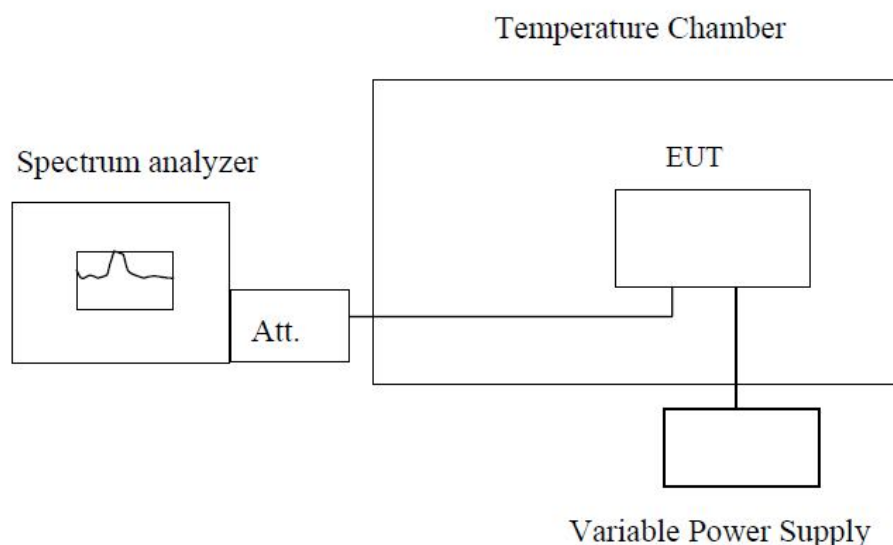 Temperature Chamber
Spectrum analyzer
EUT
Att.
Variable Power Supply